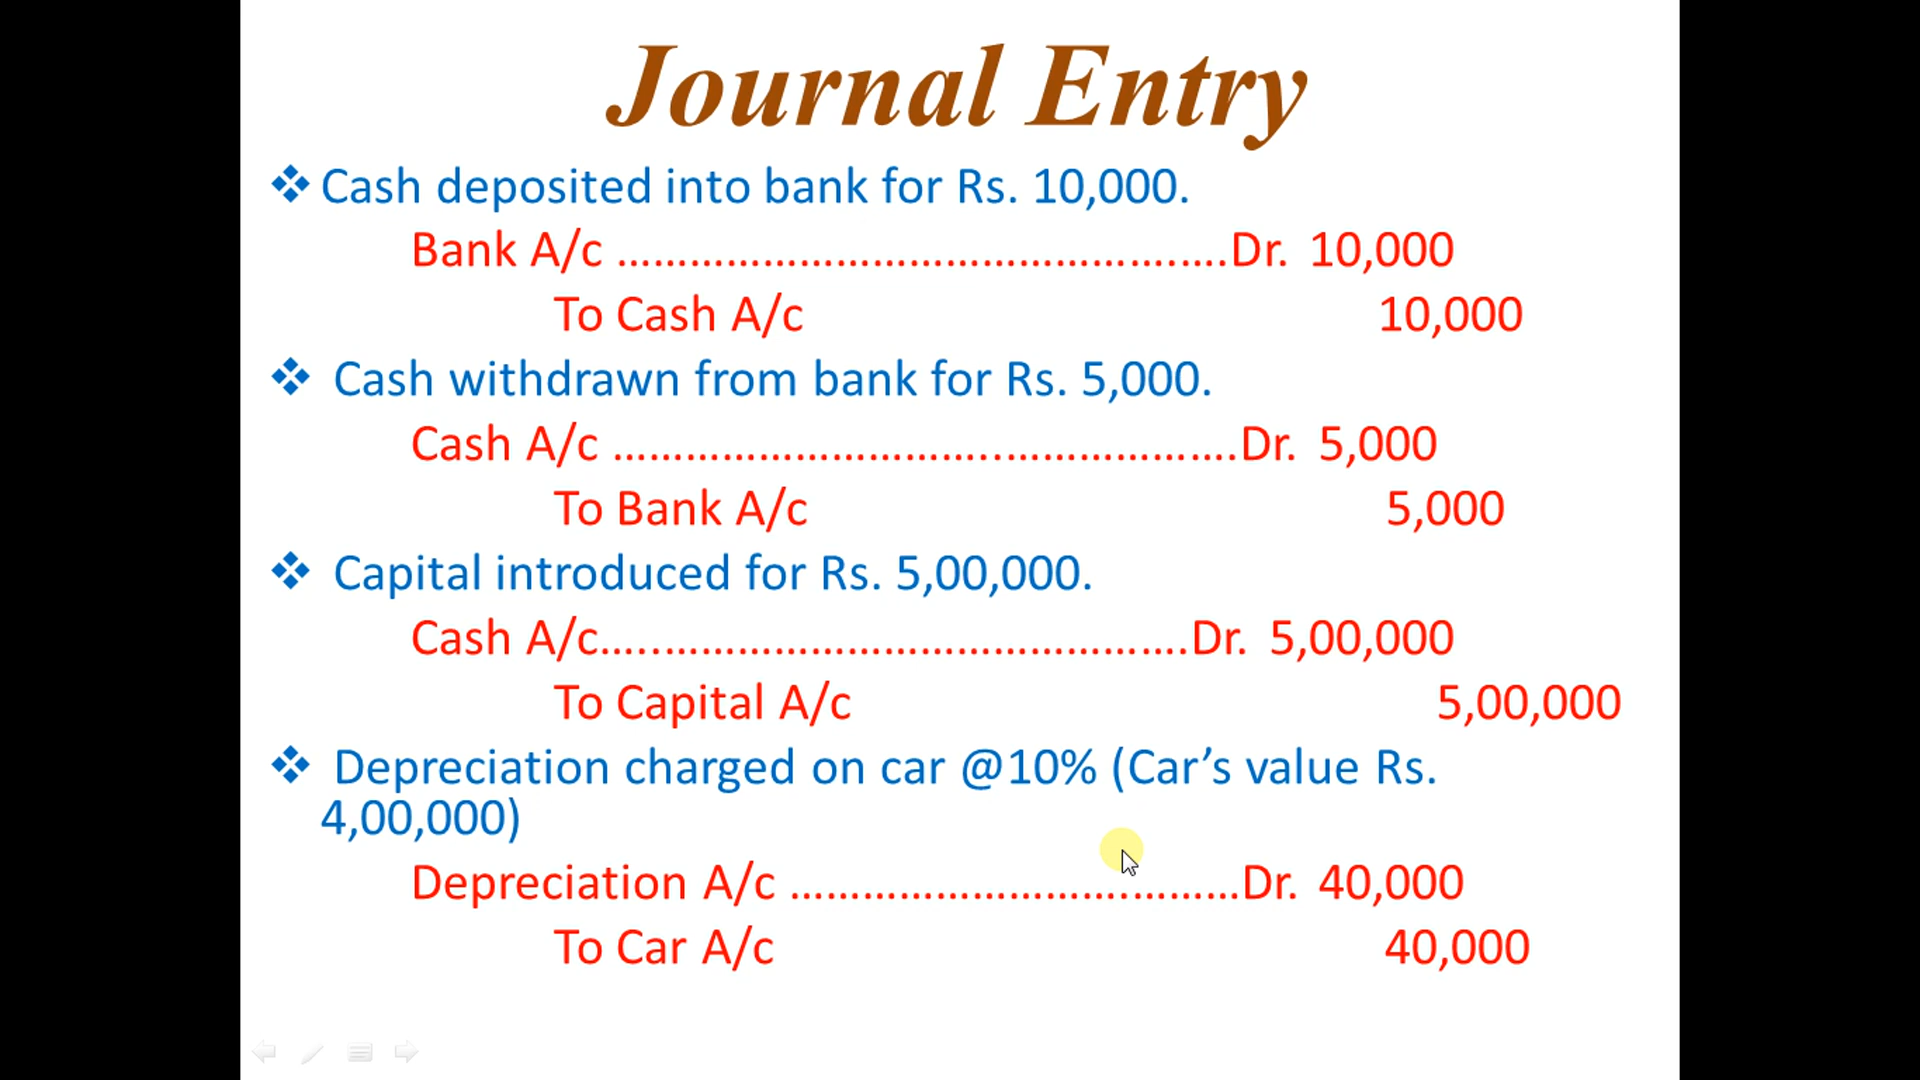 Journal Entry
❖ Cash deposited into bank for Rs. 10,000.
Bank A/c ……………………………………….….Dr. 10,000
To Cash A/c 10,000
❖ Cash withdrawn from bank for Rs. 5,000.
Cash A/c …………………………..……………….Dr. 5,000
To Bank A/c 5,000
❖ Capital introduced for Rs. 5,00,000.
Cash A/c…..…………………………………….Dr. 5,00,000
To Capital A/c 5,00,000
❖ Depreciation charged on car @10% (Car’s value Rs.
4,00,000)
Depreciation A/c ……………………….………Dr. 40,000
To Car A/c 40,000